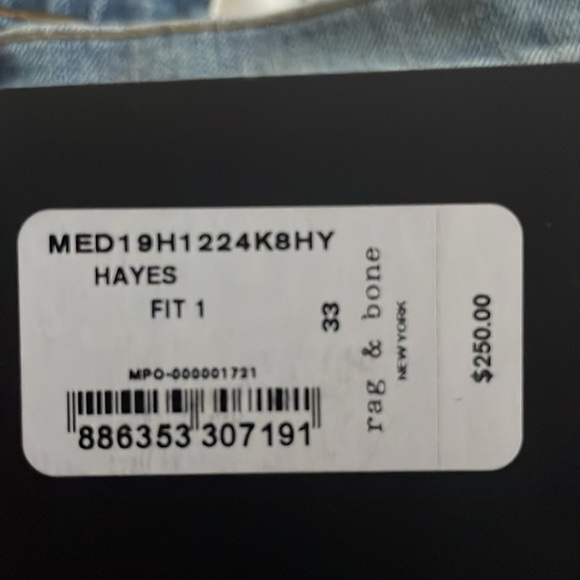 MED19H1224K8HY
HAYES
FIT 1
33
MPO-000001721
886353 307191
rag & bone
NEW YORK
$250.00